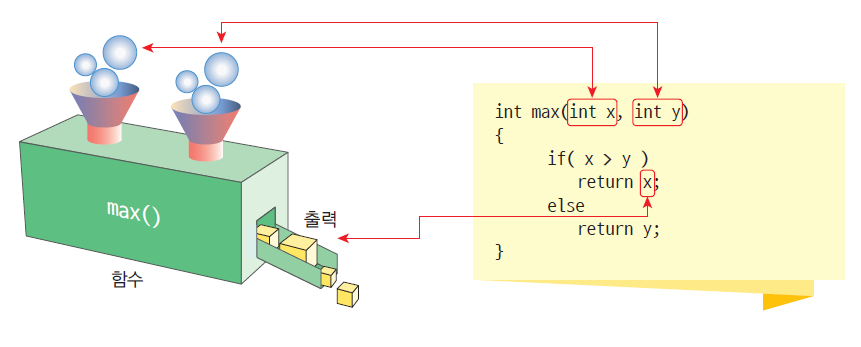 max()
함수
출력
int max(int x, int y)
{
if( x > y )
return x;
else
return y;
}